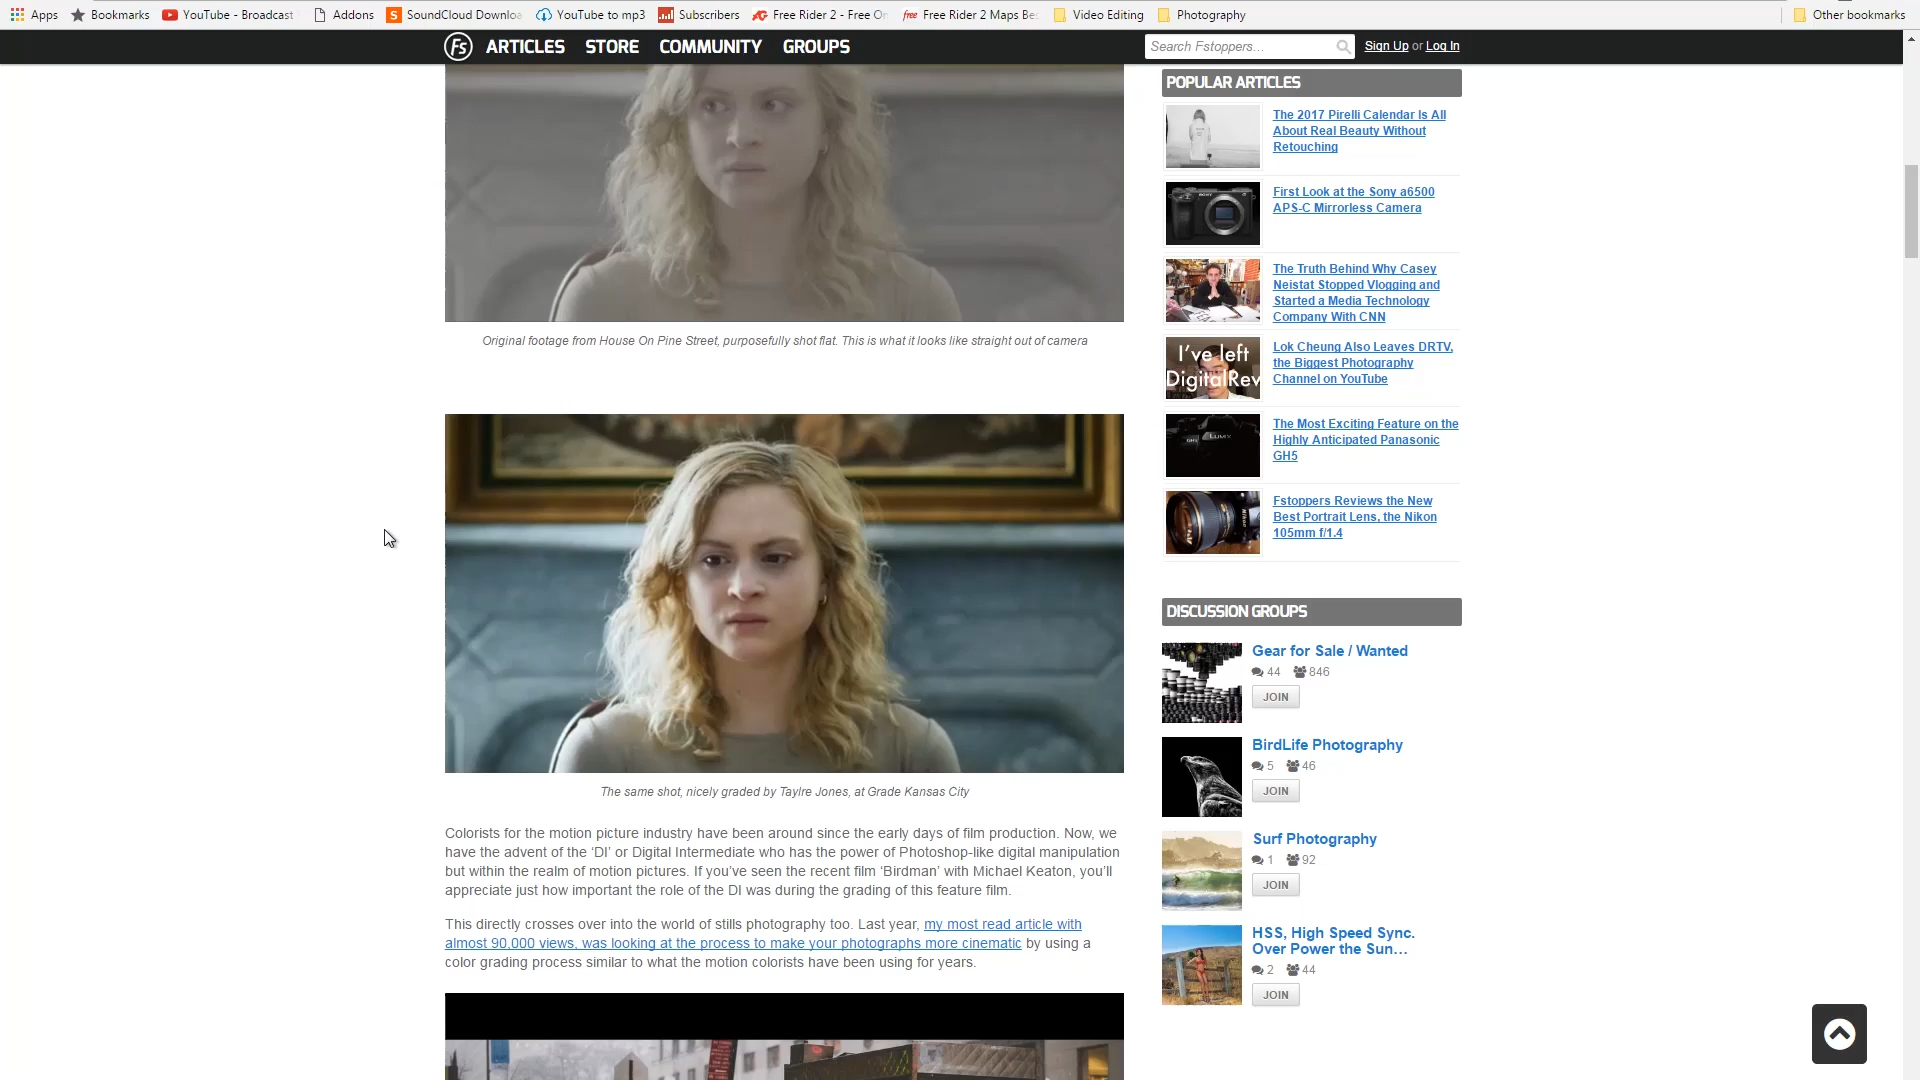 Apps Bookmarks YouTube - Broadcast Addons SoundCloud Downloa YouTube to mp3 Subscribers Free Rider 2 - Free On Free Rider 2 Maps Bes Video Editing Photography Other bookmarks
Fs ARTICLES STORE COMMUNITY GROUPS Search Fstoppers... Sign Up or Log In
Original footage from House On Pine Street, purposefully shot flat. This is what it looks like straight out of camera
The same shot, nicely graded by Taylre Jones, at Grade Kansas City
Colorists for the motion picture industry have been around since the early days of film production. Now, we
have the advent of the ‘DI’ or Digital Intermediate who has the power of Photoshop-like digital manipulation
but within the realm of motion pictures. If you’ve seen the recent film ‘Birdman’ with Michael Keaton, you’ll
appreciate just how important the role of the DI was during the grading of this feature film.
This directly crosses over into the world of stills photography too. Last year, my most read article with
almost 90,000 views, was looking at the process to make your photographs more cinematic by using a
color grading process similar to what the motion colorists have been using for years.
POPULAR ARTICLES
The 2017 Pirelli Calendar Is All
About Real Beauty Without
Retouching
First Look at the Sony a6500
APS-C Mirrorless Camera
The Truth Behind Why Casey
Neistat Stopped Vlogging and
Started a Media Technology
Company With CNN
I’ve left
DigitalRev
Lok Cheung Also Leaves DRTV,
the Biggest Photography
Channel on YouTube
LUMIX
The Most Exciting Feature on the
Highly Anticipated Panasonic
GH5
Fstoppers Reviews the New
Best Portrait Lens, the Nikon
105mm f/1.4
DISCUSSION GROUPS
Gear for Sale / Wanted
44 846
JOIN
BirdLife Photography
5 46
JOIN
Surf Photography
1 92
JOIN
HSS, High Speed Sync.
Over Power the Sun...
2 44
JOIN